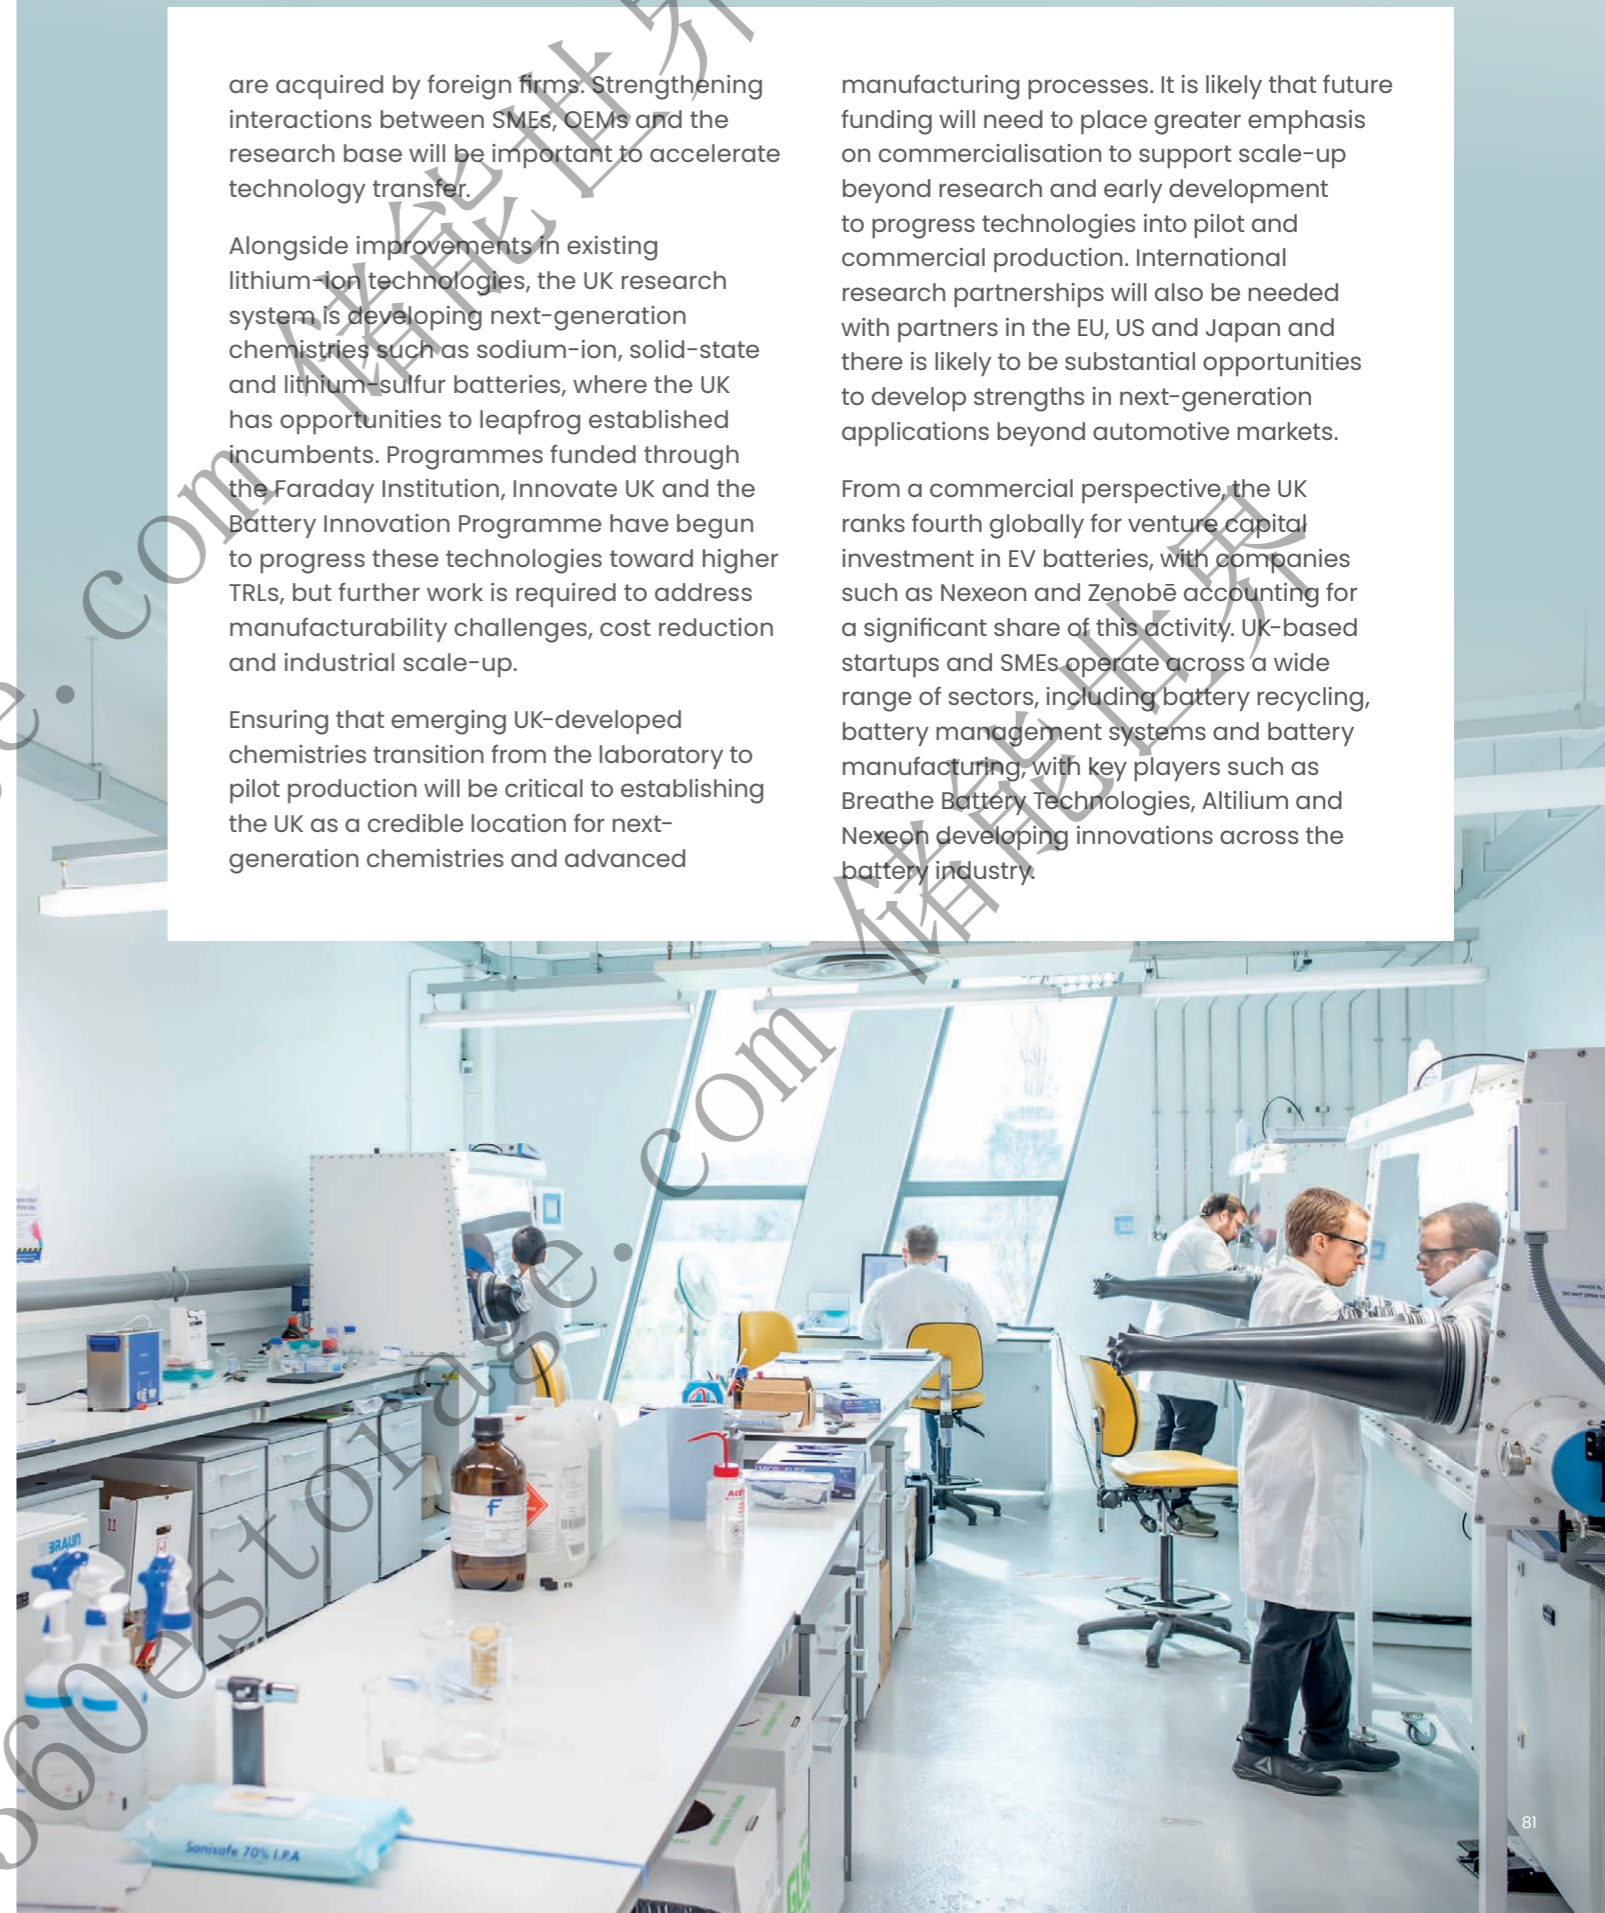 are acquired by foreign firms. Strengthening
interactions between SMEs, OEMs and the
research base will be important to accelerate
technology transfer.
Alongside improvements in existing
lithium-ion technologies, the UK research
system is developing next-generation
chemistries such as sodium-ion, solid-state
and lithium-sulfur batteries, where the UK
has opportunities to leapfrog established
incumbents. Programmes funded through
the Faraday Institution, Innovate UK and the
Battery Innovation Programme have begun
to progress these technologies toward higher
TRLs, but further work is required to address
manufacturability challenges, cost reduction
and industrial scale-up.
Ensuring that emerging UK-developed
chemistries transition from the laboratory to
pilot production will be critical to establishing
the UK as a credible location for next-
generation chemistries and advanced
manufacturing processes. It is likely that future
funding will need to place greater emphasis
on commercialisation to support scale-up
beyond research and early development
to progress technologies into pilot and
commercial production. International
research partnerships will also be needed
with partners in the EU, US and Japan and
there is likely to be substantial opportunities
to develop strengths in next-generation
applications beyond automotive markets.
From a commercial perspective, the UK
ranks fourth globally for venture capital
investment in EV batteries, with companies
such as Nexeon and Zenobē accounting for
a significant share of this activity. UK-based
startups and SMEs operate across a wide
range of sectors, including battery recycling,
battery management systems and battery
manufacturing, with key players such as
Breathe Battery Technologies, Altilium and
Nexeon developing innovations across the
battery industry.
储能世界
360estorage.com 储能世界
BRAUN
Sanisafe 70% I.P.A
81